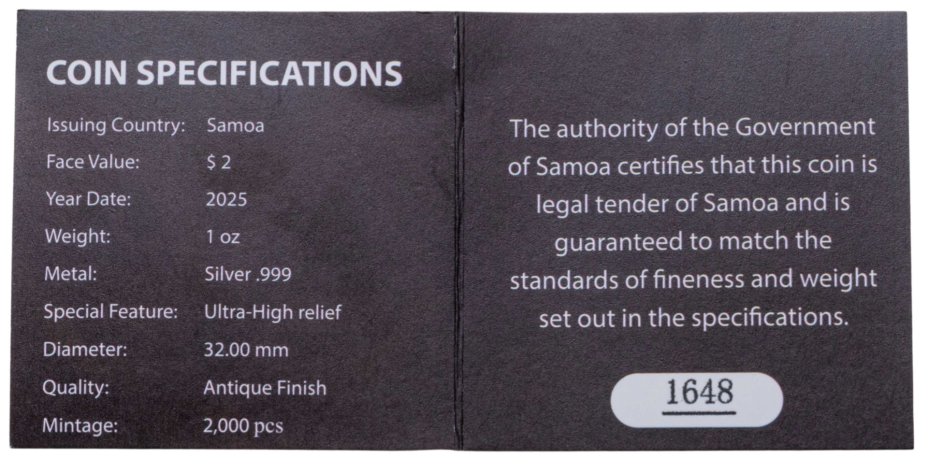 COIN SPECIFICATIONS
Issuing Country: Samoa
Face Value: $ 2
Year Date: 2025
Weight: 1 oz
Metal: Silver .999
Special Feature: Ultra-High relief
Diameter: 32.00 mm
Quality: Antique Finish
Mintage: 2,000 pcs
The authority of the Government
of Samoa certifies that this coin is
legal tender of Samoa and is
guaranteed to match the
standards of fineness and weight
set out in the specifications.
1648